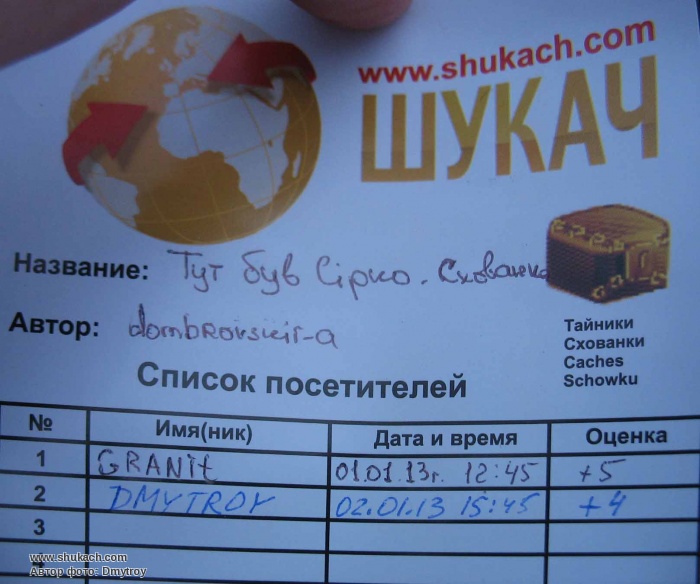 www.shukach.com
ШУКАЧ
Название: Тут був Сірко. Схованка
Автор: dombrovskii-a
Тайники
Схованки
Caches
Schowku
Список посетителей
№ Имя(ник) Дата и время Оценка
1 GRANit 01.01.13г. 12:45 +5
2 DMYTROY 02.01.13 15:45 +4
3
www.shukach.com
Автор фото: Dmytroy